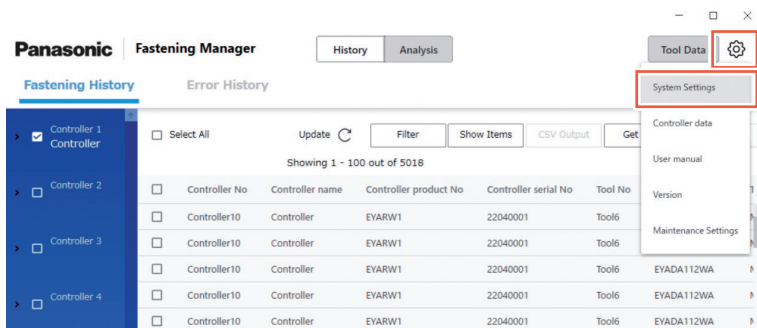 Panasonic Fastening Manager History Analysis Tool Data
Fastening History Error History
System Settings
Controller data
User manual
Version
Maintenance Settings
Controller 1
Controller
Controller 2
Controller 3
Controller 4
Select All Update Filter Show Items CSV Output Get
Showing 1 - 100 out of 5018
Controller No Controller name Controller product No Controller serial No Tool No
Controller10 Controller EYARW1 22040001 Tool6
Controller10 Controller EYARW1 22040001 Tool6
Controller10 Controller EYARW1 22040001 Tool6 EYADA112WA
Controller10 Controller EYARW1 22040001 Tool6 EYADA112WA
Controller10 Controller EYARW1 22040001 Tool6 EYADA112WA